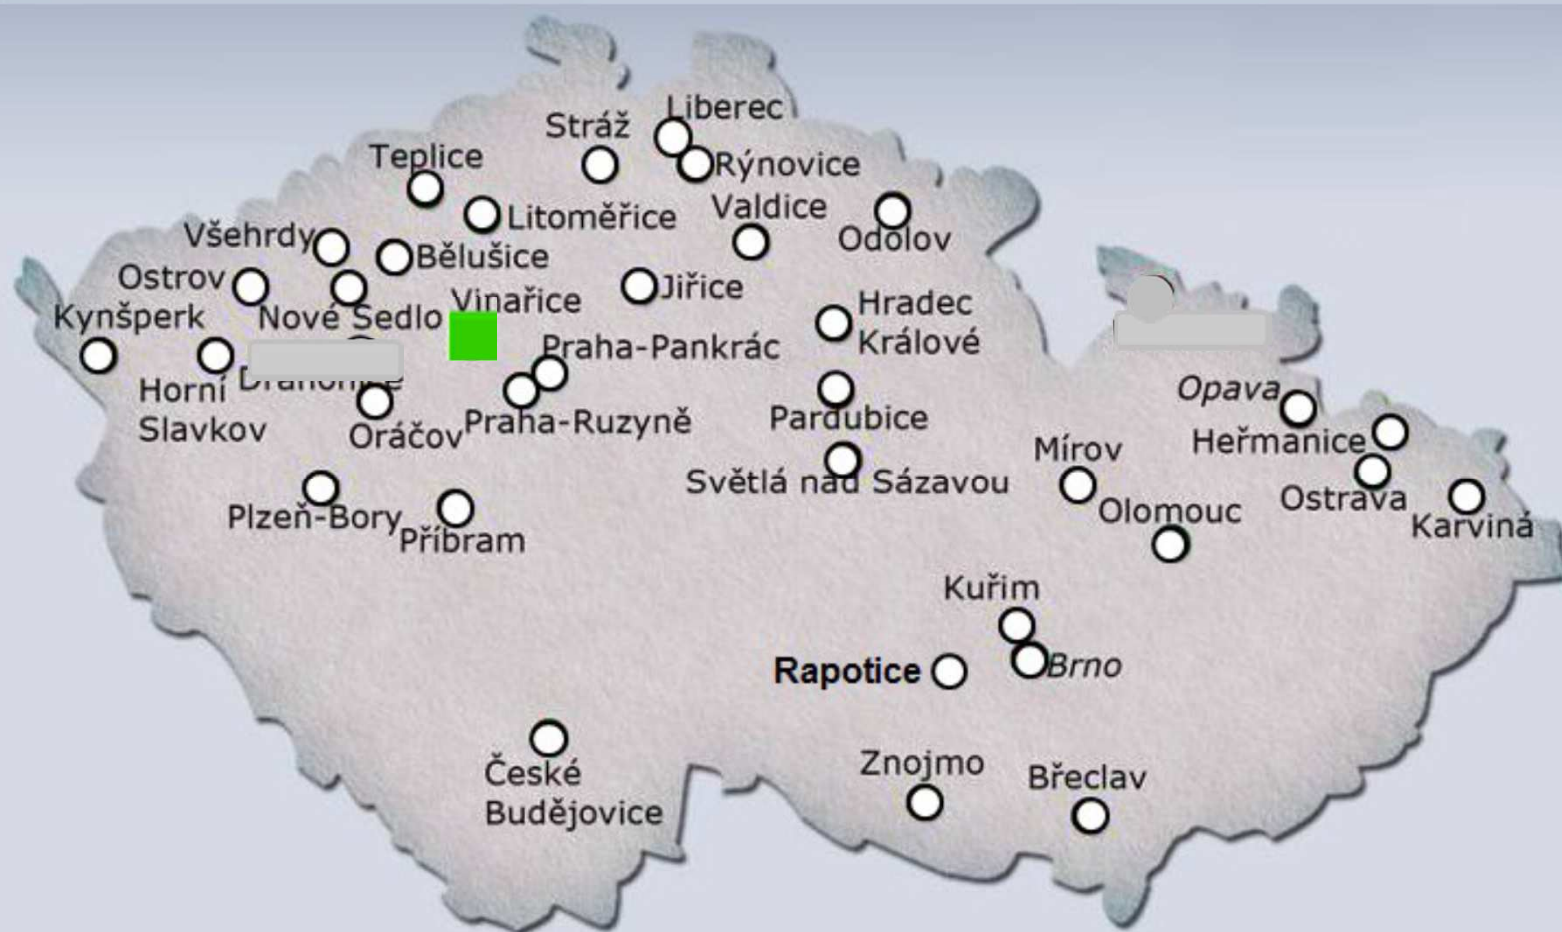 Liberec
Stráž
Teplice
Rýnovice
Valdice
Litoměřice
Všehrdy
Odolov
Bělušice
Ostrov
Jiřice
Vinařice
Hradec
Králové
Kynšperk
Nové Sedlo
Praha-Pankrác
Horní
Slavkov
Opava
Pardubice
Praha-Ruzyně
Oráčov
Heřmanice
Mírov
Světlá nad Sázavou
Ostrava
Olomouc
Plzeň-Bory
Karviná
Příbram
Kuřim
Brno
Rapotice
Znojmo
České
Budějovice
Břeclav